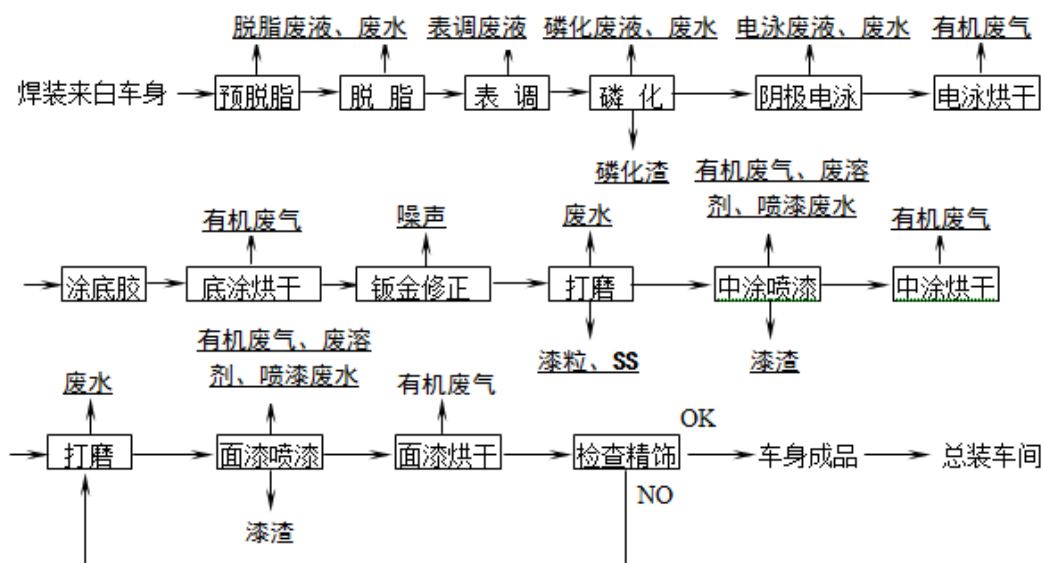 脱脂废液、废水 表调废液 磷化废液、废水 电泳废液、废水 有机废气
焊装来白车身 预脱脂 脱 脂 表 调 磷 化 阴极电泳 电泳烘干
磷化渣
有机废气、废溶
剂、喷漆废水
有机废气 噪声 废水 有机废气
涂底胶 底涂烘干 钣金修正 打磨 中涂喷漆 中涂烘干
漆粒、SS 漆渣
有机废气、废溶
剂、喷漆废水
废水 有机废气
OK
打磨 面漆喷漆 面漆烘干 检查精饰 车身成品 总装车间
NO
漆渣